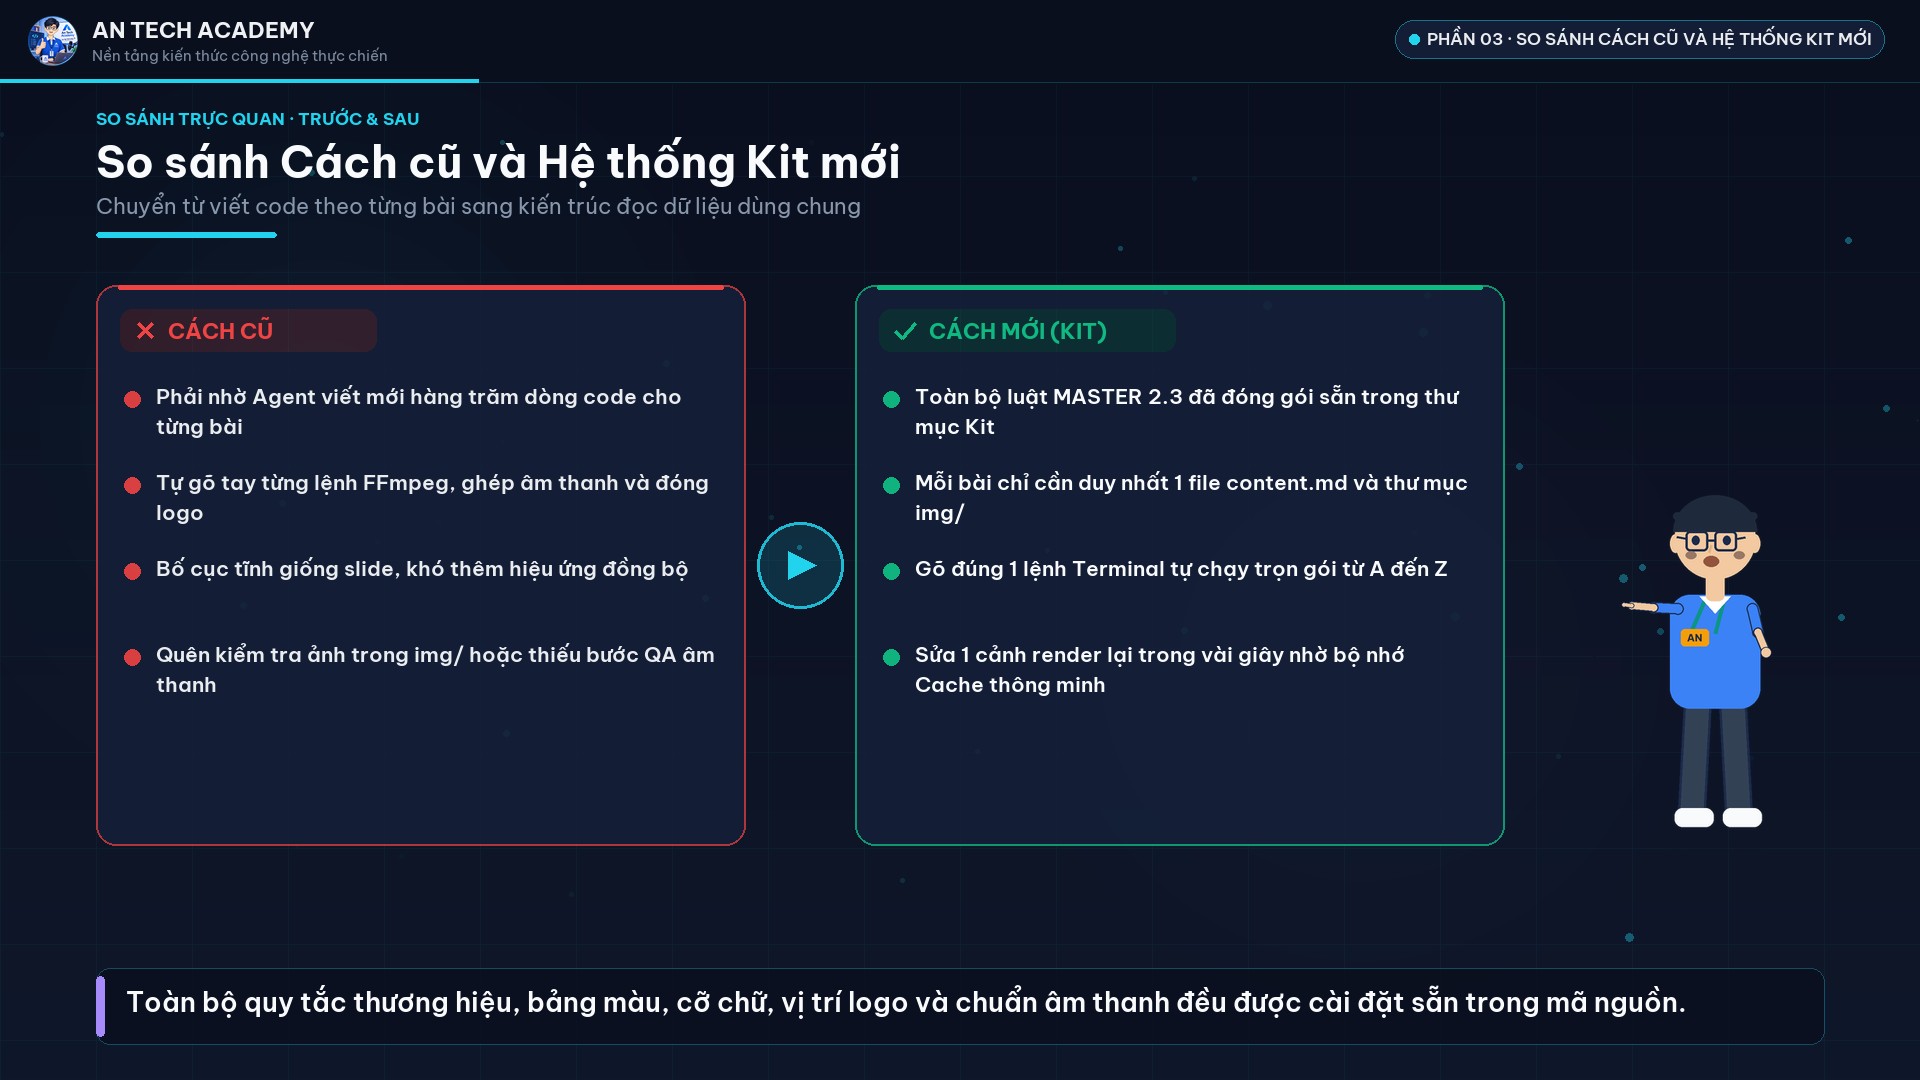 AN TECH ACADEMY
Nền tảng kiến thức công nghệ thực chiến
PHẦN 03 · SO SÁNH CÁCH CŨ VÀ HỆ THỐNG KIT MỚI
SO SÁNH TRỰC QUAN · TRƯỚC & SAU
So sánh Cách cũ và Hệ thống Kit mới
Chuyển từ viết code theo từng bài sang kiến trúc đọc dữ liệu dùng chung
CÁCH CŨ
Phải nhờ Agent viết mới hàng trăm dòng code cho
từng bài
Tự gõ tay từng lệnh FFmpeg, ghép âm thanh và đóng
logo
Bố cục tĩnh giống slide, khó thêm hiệu ứng đồng bộ
Quên kiểm tra ảnh trong img/ hoặc thiếu bước QA âm
thanh
CÁCH MỚI (KIT)
Toàn bộ luật MASTER 2.3 đã đóng gói sẵn trong thư
mục Kit
Mỗi bài chỉ cần duy nhất 1 file content.md và thư mục
img/
Gõ đúng 1 lệnh Terminal tự chạy trọn gói từ A đến Z
Sửa 1 cảnh render lại trong vài giây nhờ bộ nhớ
Cache thông minh
AN
Toàn bộ quy tắc thương hiệu, bảng màu, cỡ chữ, vị trí logo và chuẩn âm thanh đều được cài đặt sẵn trong mã nguồn.